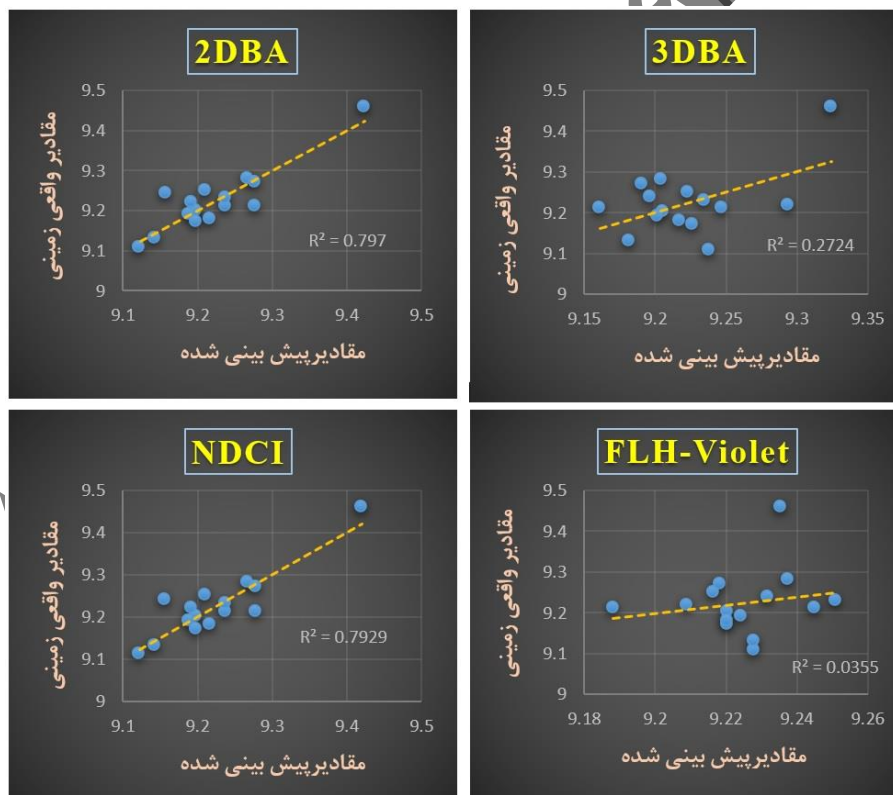 2DBA
مقادیر واقعی زمینی
9.5
9.4
9.3
9.2
9.1
9
R² = 0.797
9.1 9.2 9.3 9.4 9.5
مقادیرپیش بینی شده
3DBA
مقادیر واقعی زمینی
9.5
9.4
9.3
9.2
9.1
9
R² = 0.2724
9.15 9.2 9.25 9.3 9.35
مقادیرپیش بینی شده
NDCI
مقادیر واقعی زمینی
9.5
9.4
9.3
9.2
9.1
9
R² = 0.7929
9.1 9.2 9.3 9.4 9.5
مقادیرپیش بینی شده
FLH-Violet
مقادیر واقعی زمینی
9.5
9.4
9.3
9.2
9.1
9
R² = 0.0355
9.18 9.2 9.22 9.24 9.26
مقادیرپیش بینی شده